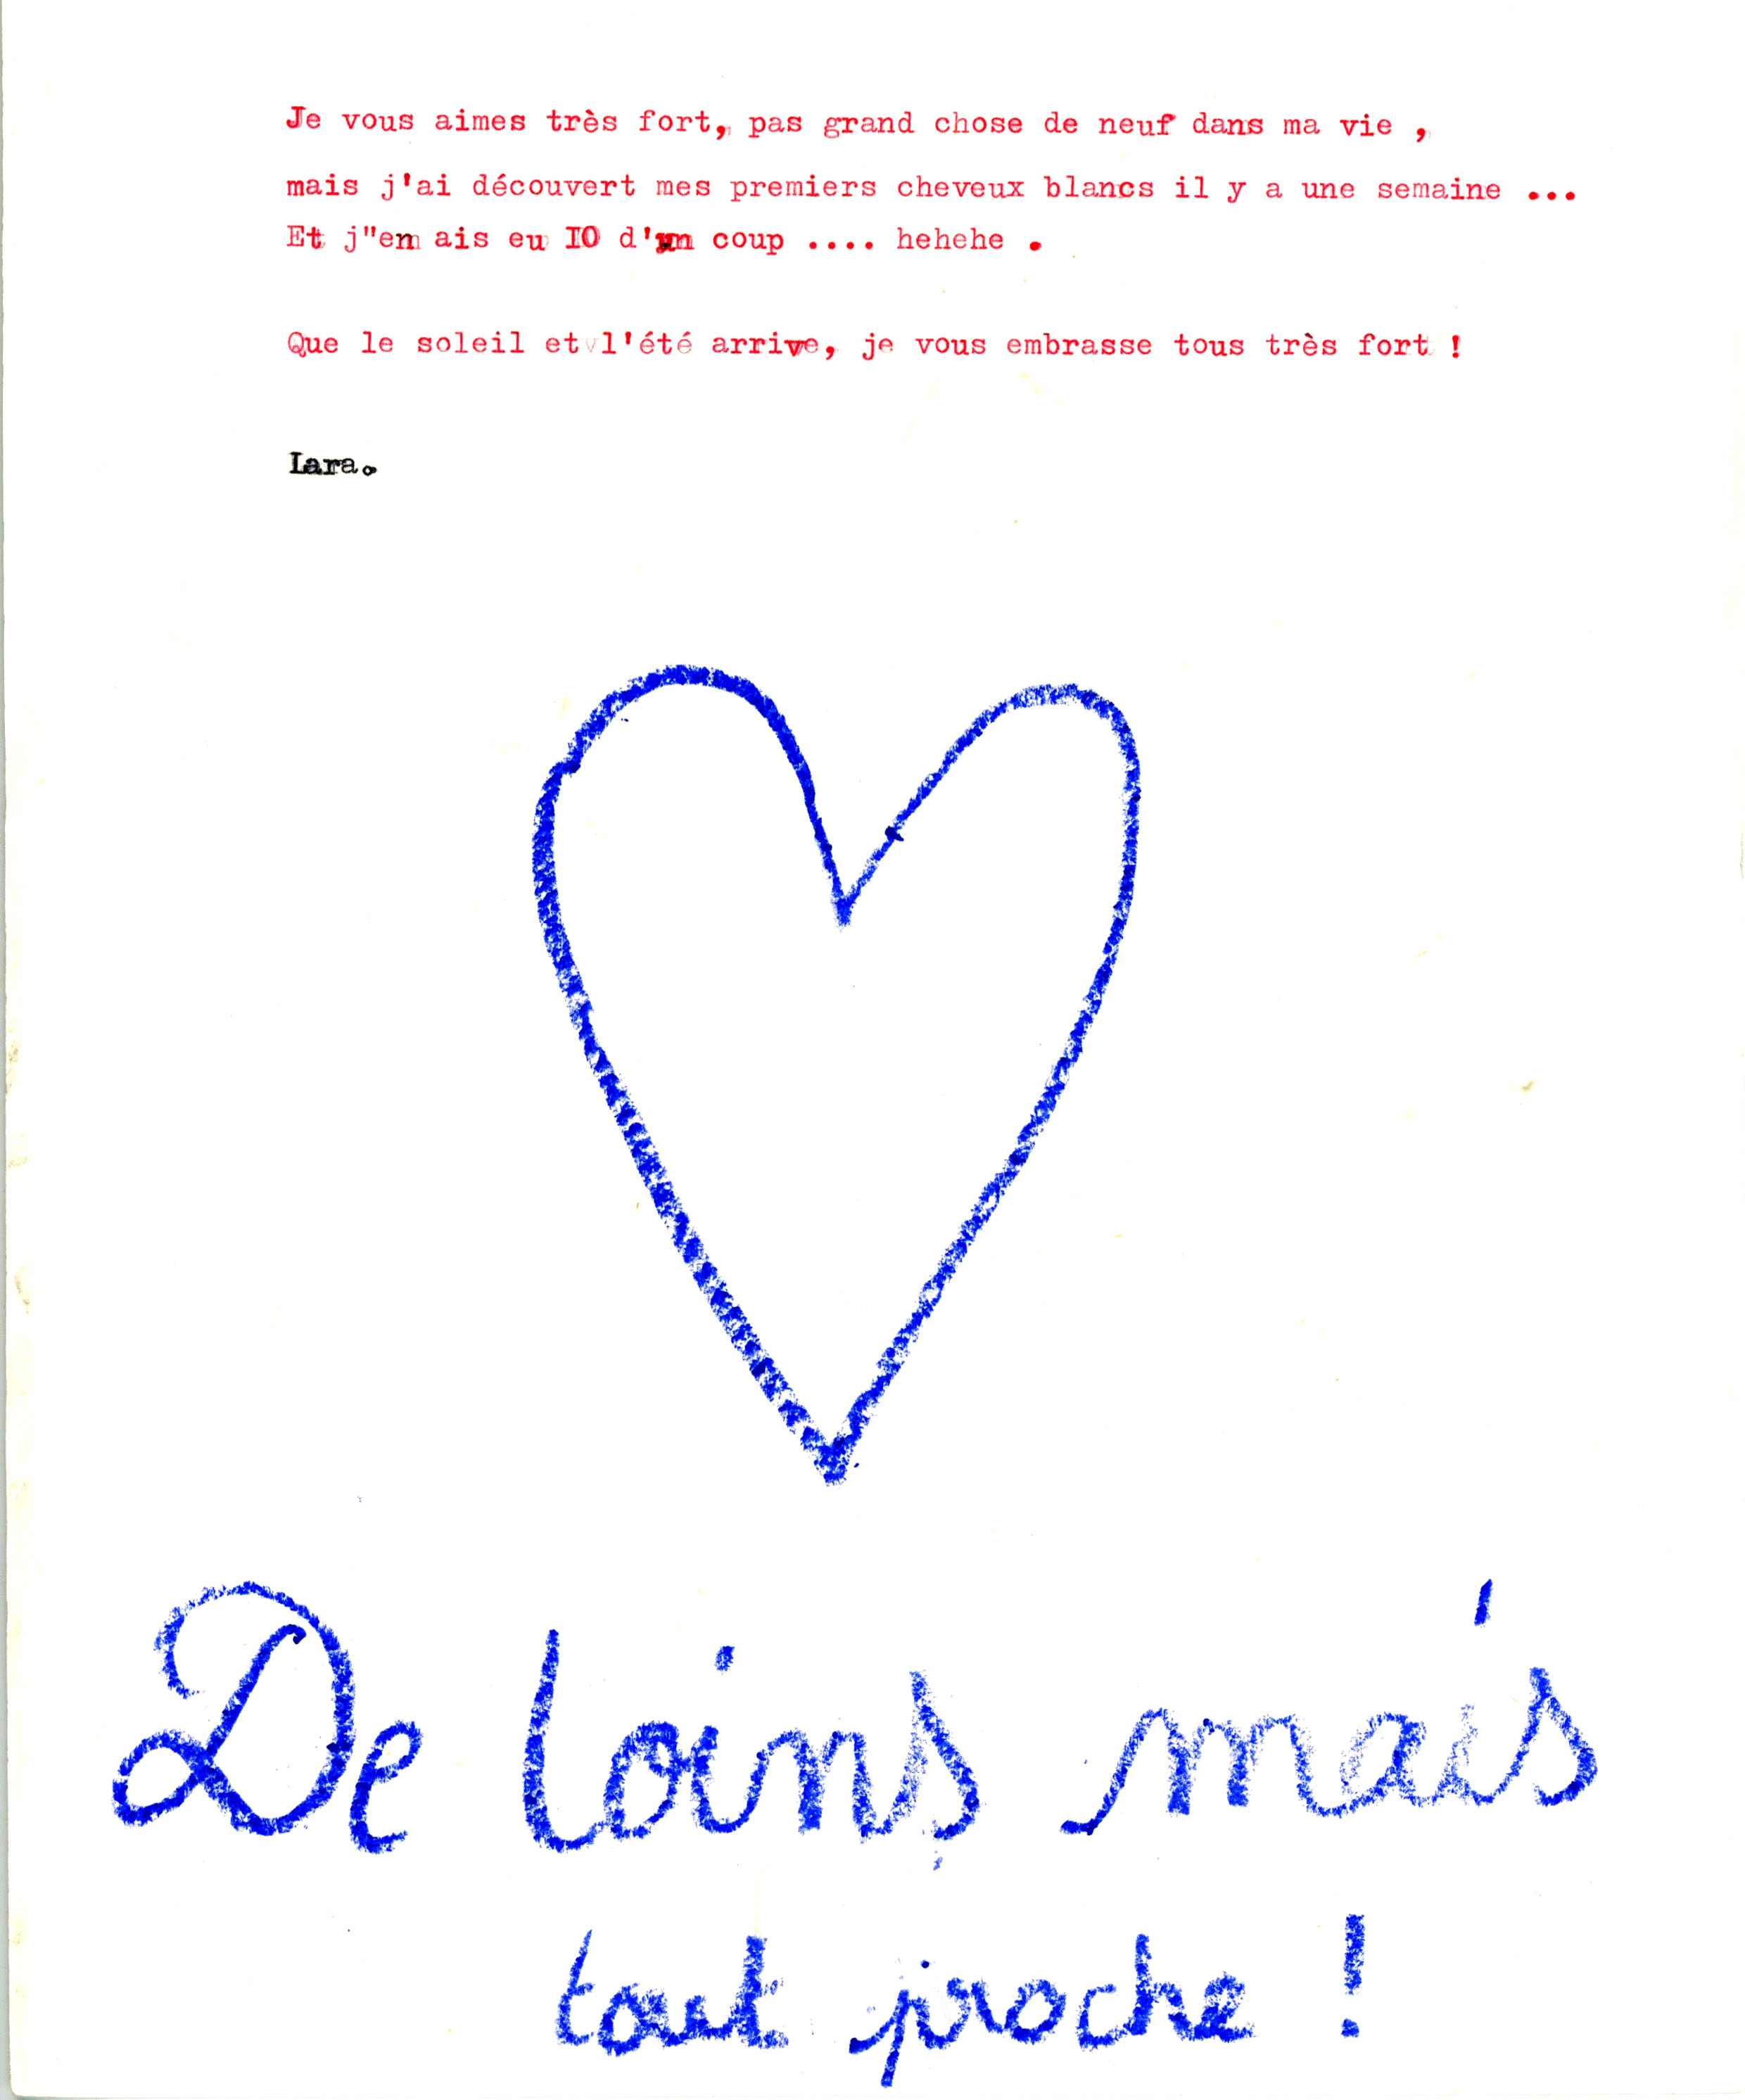 Je vous aimes très fort, pas grand chose de neuf dans ma vie ,
mais j'ai découvert mes premiers cheveux blancs il y a une semaine ...
Et j"en ais eu IO d'un coup .... hehehe .
Que le soleil et l'été arrive, je vous embrasse tous très fort !
Lara.
De loins mais
tout proche !